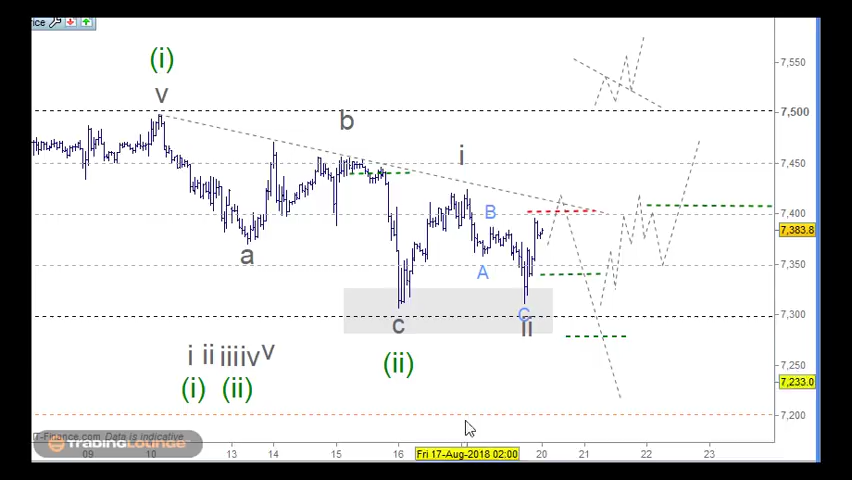 rice
(i)
v
b
i
B
a
A
C
c
ii
(ii)
i ii iii iv v
(i) (ii)
7,550
7,500
7,450
7,400
7,383.8
7,350
7,300
7,250
7,233.0
7,200
IT-Finance.com Data is indicative
TradingLounge
09 10 13 14 15 16 Fri 17-Aug-2018 02:00 20 21 22 23